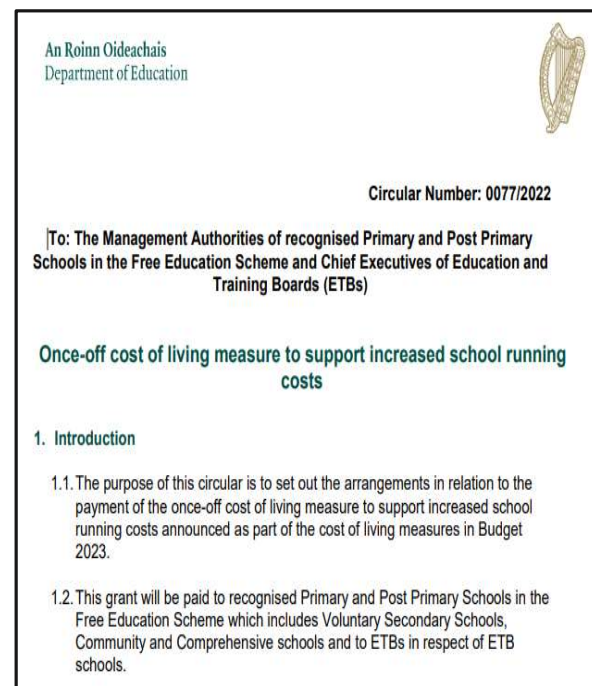 An Roinn Oideachais
Department of Education
Circular Number: 0077/2022
To: The Management Authorities of recognised Primary and Post Primary
Schools in the Free Education Scheme and Chief Executives of Education and
Training Boards (ETBs)
Once-off cost of living measure to support increased school running
costs
1. Introduction
1.1. The purpose of this circular is to set out the arrangements in relation to the
payment of the once-off cost of living measure to support increased school
running costs announced as part of the cost of living measures in Budget
2023.
1.2. This grant will be paid to recognised Primary and Post Primary Schools in the
Free Education Scheme which includes Voluntary Secondary Schools,
Community and Comprehensive schools and to ETBs in respect of ETB
schools.